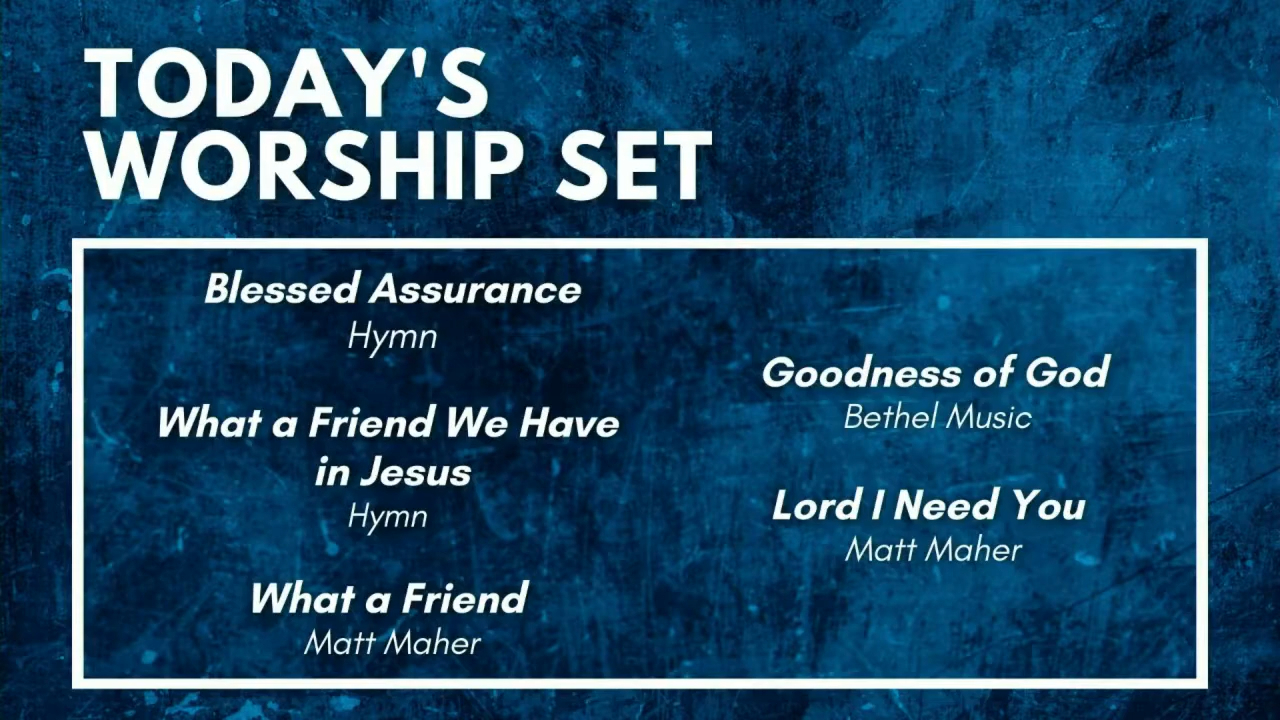 TODAY'S
WORSHIP SET
Blessed Assurance
Hymn
What a Friend We Have
in Jesus
Hymn
What a Friend
Matt Maher
Goodness of God
Bethel Music
Lord I Need You
Matt Maher